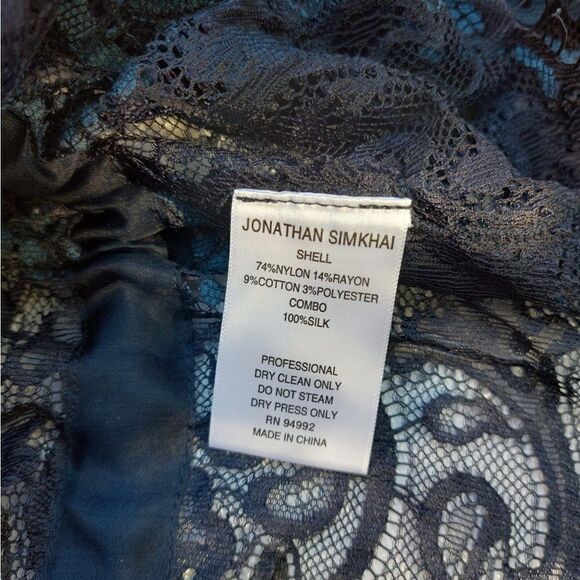 JONATHAN SIMKHAI
SHELL
74%NYLON 14%RAYON
9%COTTON 3%POLYESTER
COMBO
100%SILK
PROFESSIONAL
DRY CLEAN ONLY
DO NOT STEAM
DRY PRESS ONLY
RN 94992
MADE IN CHINA